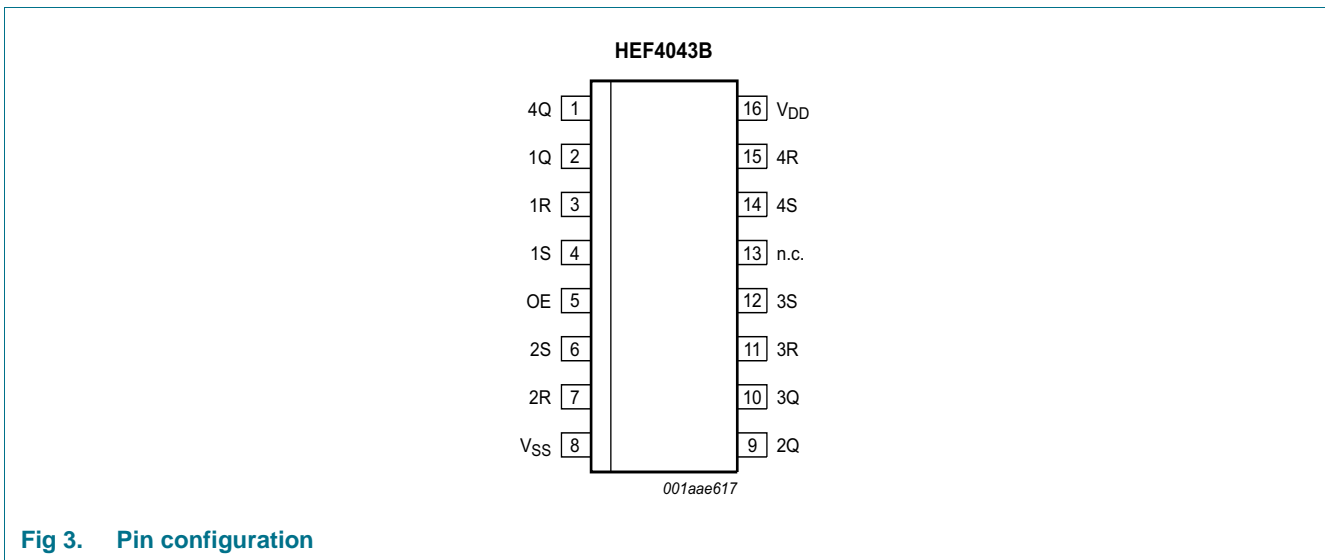 HEF4043B
4Q 1 16 VDD
1Q 2 15 4R
1R 3 14 4S
1S 4 13 n.c.
OE 5 12 3S
2S 6 11 3R
2R 7 10 3Q
VSS 8 9 2Q
001aae617
Fig 3. Pin configuration